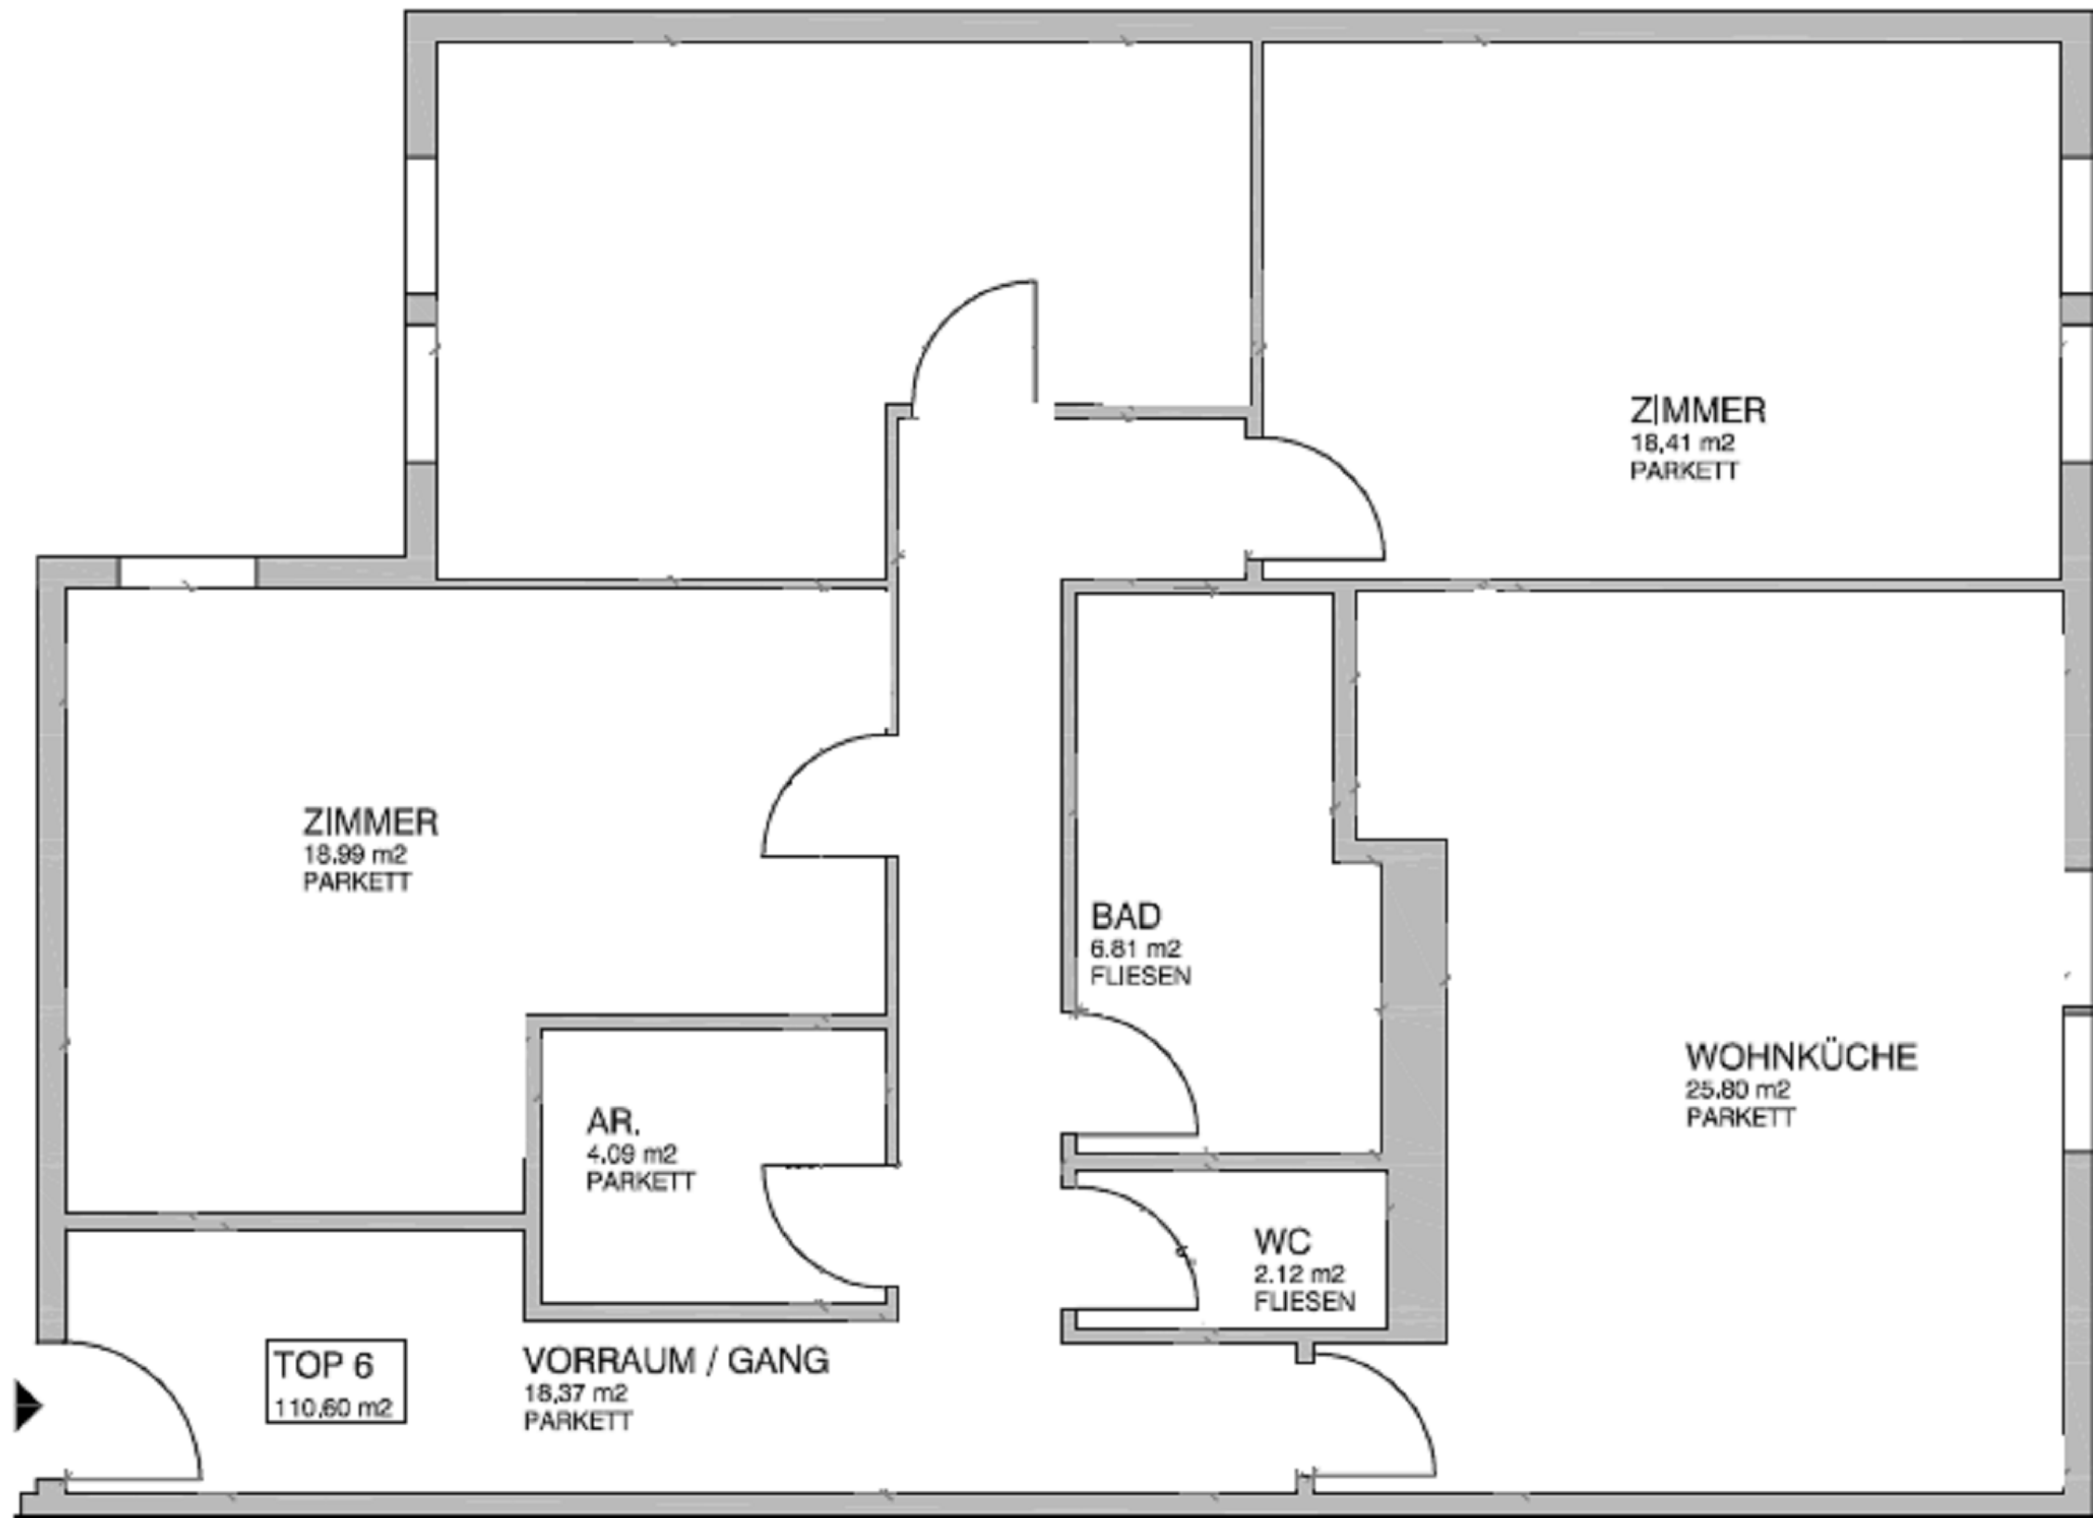 ZIMMER
18,41 m2
PARKETT
ZIMMER
18.99 m2
PARKETT
BAD
6.81 m2
FLIESEN
WOHNKÜCHE
25.80 m2
PARKETT
AR.
4.09 m2
PARKETT
WC
2.12 m2
FLIESEN
TOP 6
110,60 m2
VORRAUM / GANG
18,37 m2
PARKETT